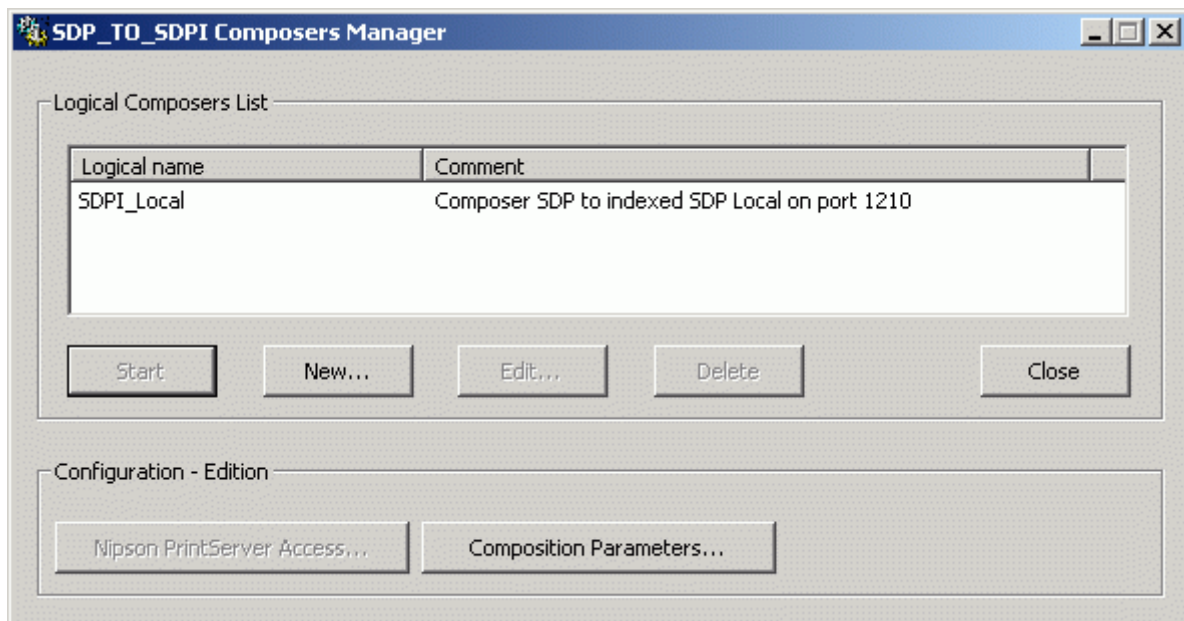 SDP_TO_SDPI Composers Manager
Logical Composers List
Logical name Comment
SDPI_Local Composer SDP to indexed SDP Local on port 1210
Start New... Edit... Delete Close
Configuration - Edition
Nipson PrintServer Access... Composition Parameters...